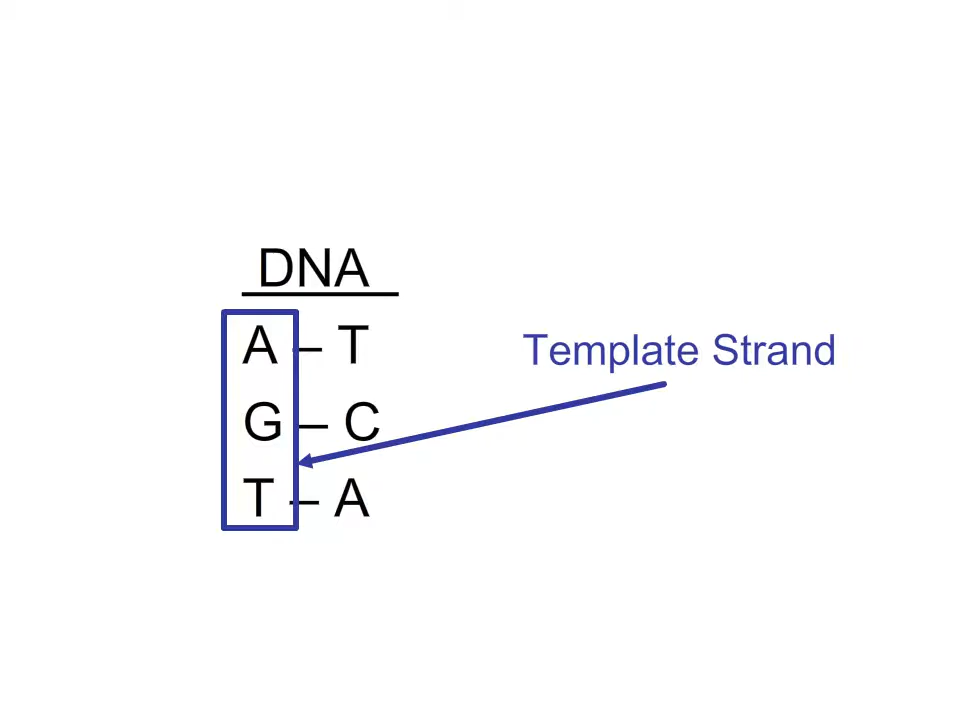 DNA
A – T
Template Strand
G – C
T – A